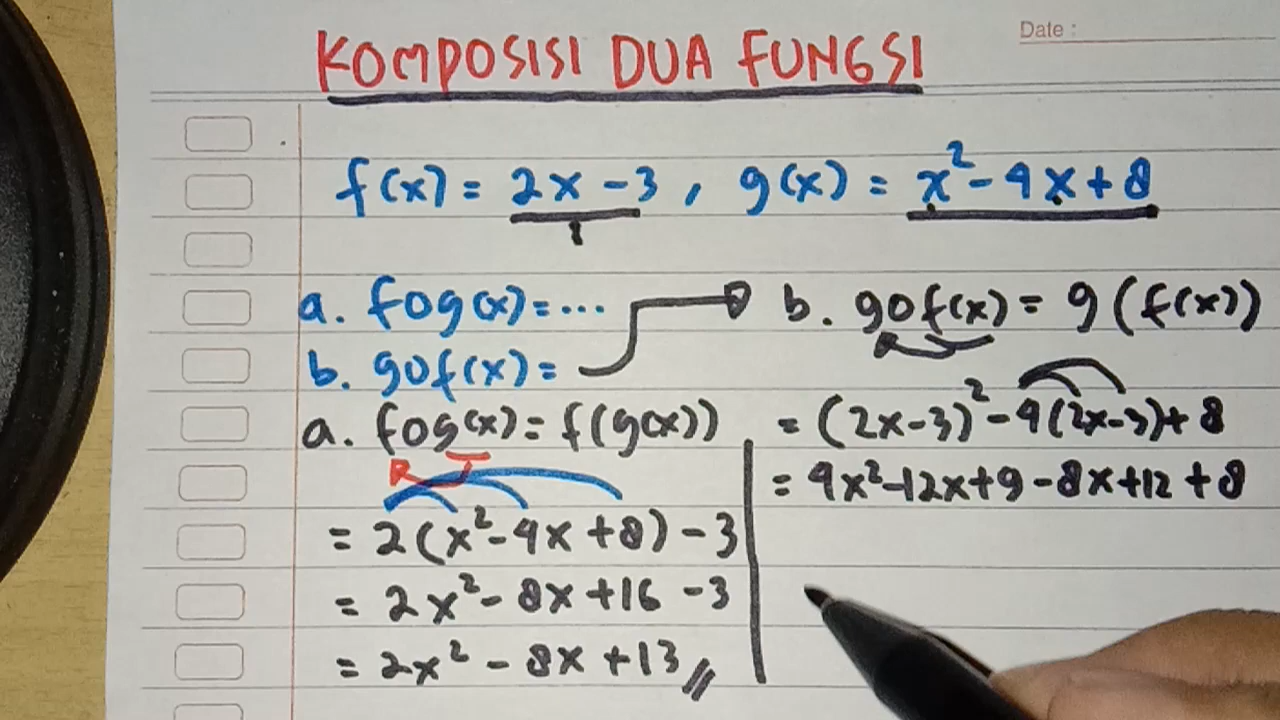 Date :
KOMPOSISI DUA FUNGSI
f(x) = 2x - 3 , g(x) = x² - 4x + 8
a. fog(x) = ...
b. gof(x) =
a. fog(x) = f(g(x))
= 2(x² - 4x + 8) - 3
= 2x² - 8x + 16 - 3
= 2x² - 8x + 13 //
b. gof(x) = g(f(x))
= (2x-3)² - 4(2x-3) + 8
= 4x² - 12x + 9 - 8x + 12 + 8